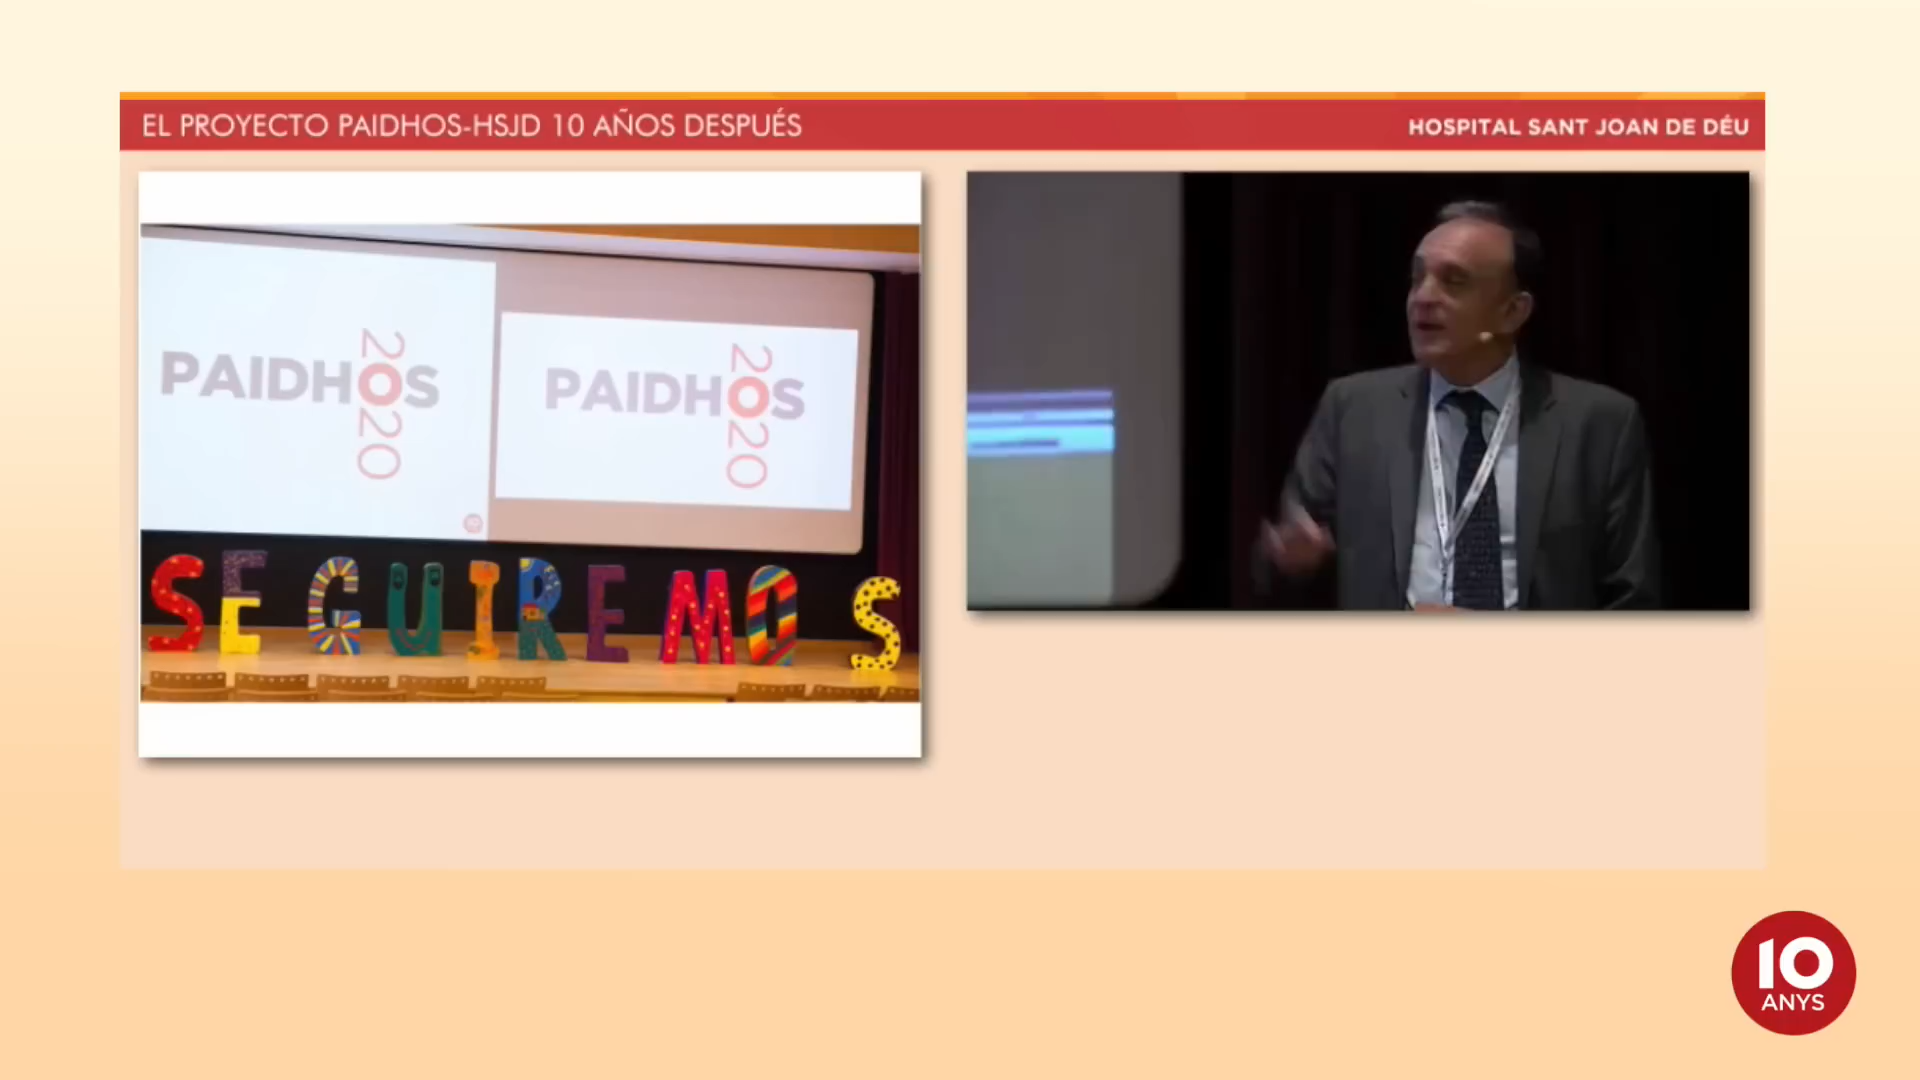 EL PROYECTO PAIDHOS-HSJD 10 AÑOS DESPUÉS
HOSPITAL SANT JOAN DE DÉU
PAIDHOS
2020
PAIDHOS
2020
SEGUIREMOS
10
ANYS